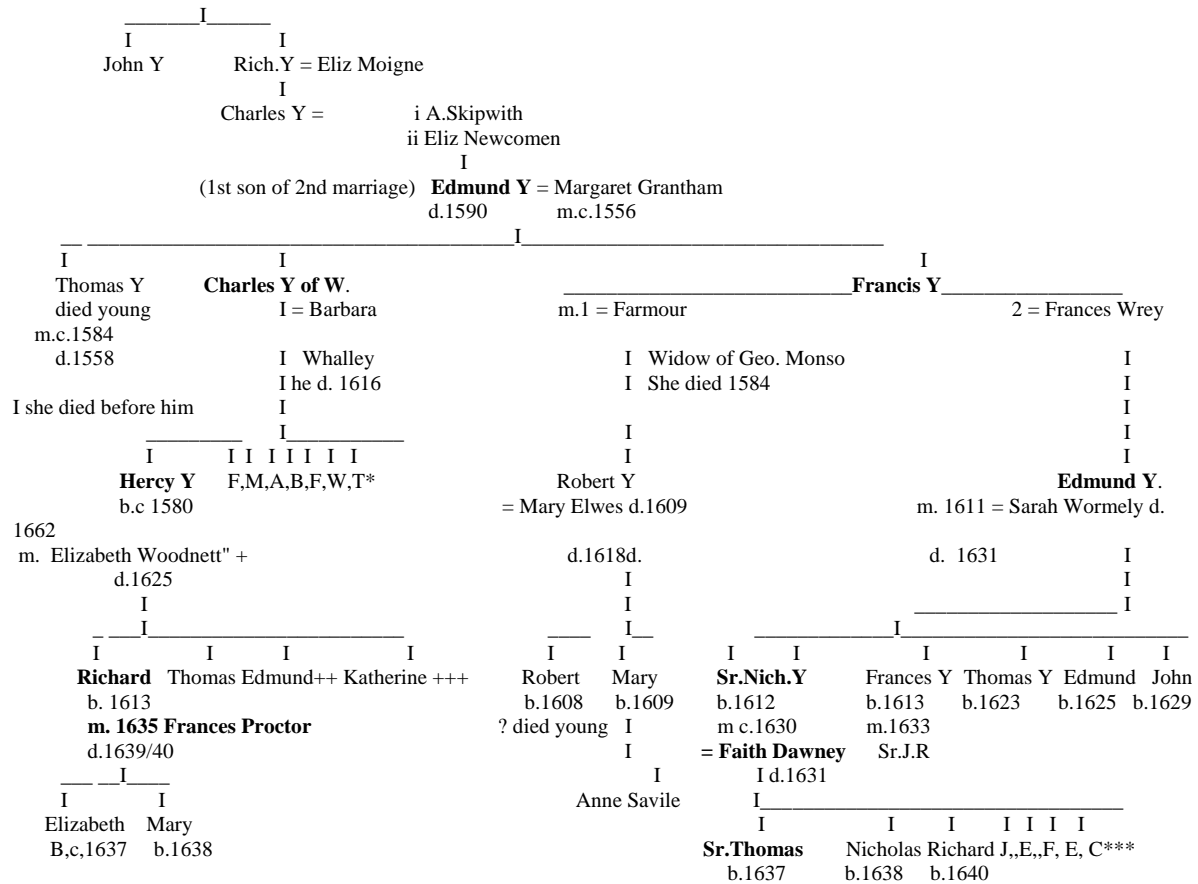 I
I I
John Y Rich.Y = Eliz Moigne
I
Charles Y = i A.Skipwith
ii Eliz Newcomen
I
(1st son of 2nd marriage) Edmund Y = Margaret Grantham
d.1590 m.c.1556
I
I I I
Thomas Y Charles Y of W. Francis Y
died young I = Barbara m.1 = Farmour 2 = Frances Wrey
m.c.1584
d.1558 I Whalley I Widow of Geo. Monso I
I he d. 1616 I She died 1584 I
I she died before him I I
I I I
I I I I I I I I I I
Hercy Y F,M,A,B,F,W,T* Robert Y Edmund Y.
b.c 1580 = Mary Elwes d.1609 m. 1611 = Sarah Wormely d.
1662
m. Elizabeth Woodnett" + d.1618d. d. 1631 I
d.1625 I I
I I I
I I I
I I I I I I I I I I I I
Richard Thomas Edmund++ Katherine +++ Robert Mary Sr.Nich.Y Frances Y Thomas Y Edmund John
b. 1613 b.1608 b.1609 b.1612 b.1613 b.1623 b.1625 b.1629
m. 1635 Frances Proctor ? died young I m c.1630 m.1633
d.1639/40 I = Faith Dawney Sr.J.R
I I I d.1631
I I Anne Savile I
Elizabeth Mary I I I I I I I
B,c,1637 b.1638 Sr.Thomas Nicholas Richard J,,E,,F, E, C***
b.1637 b.1638 b.1640